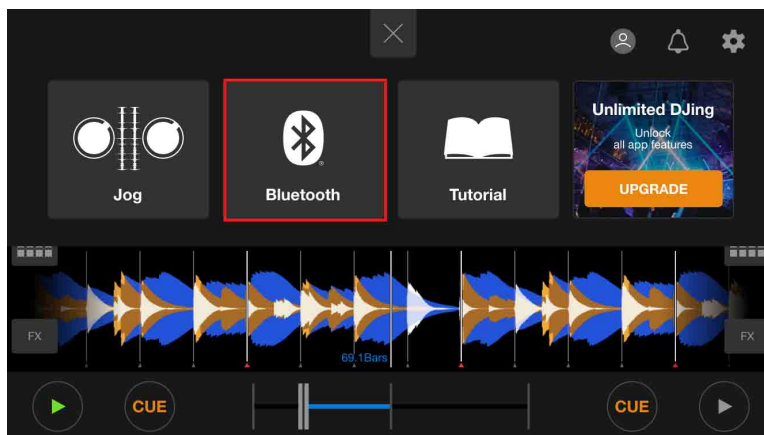 Jog
Bluetooth
®
Tutorial
Unlimited DJing
Unlock
all app features
UPGRADE
FX
69.1Bars
FX
CUE
CUE